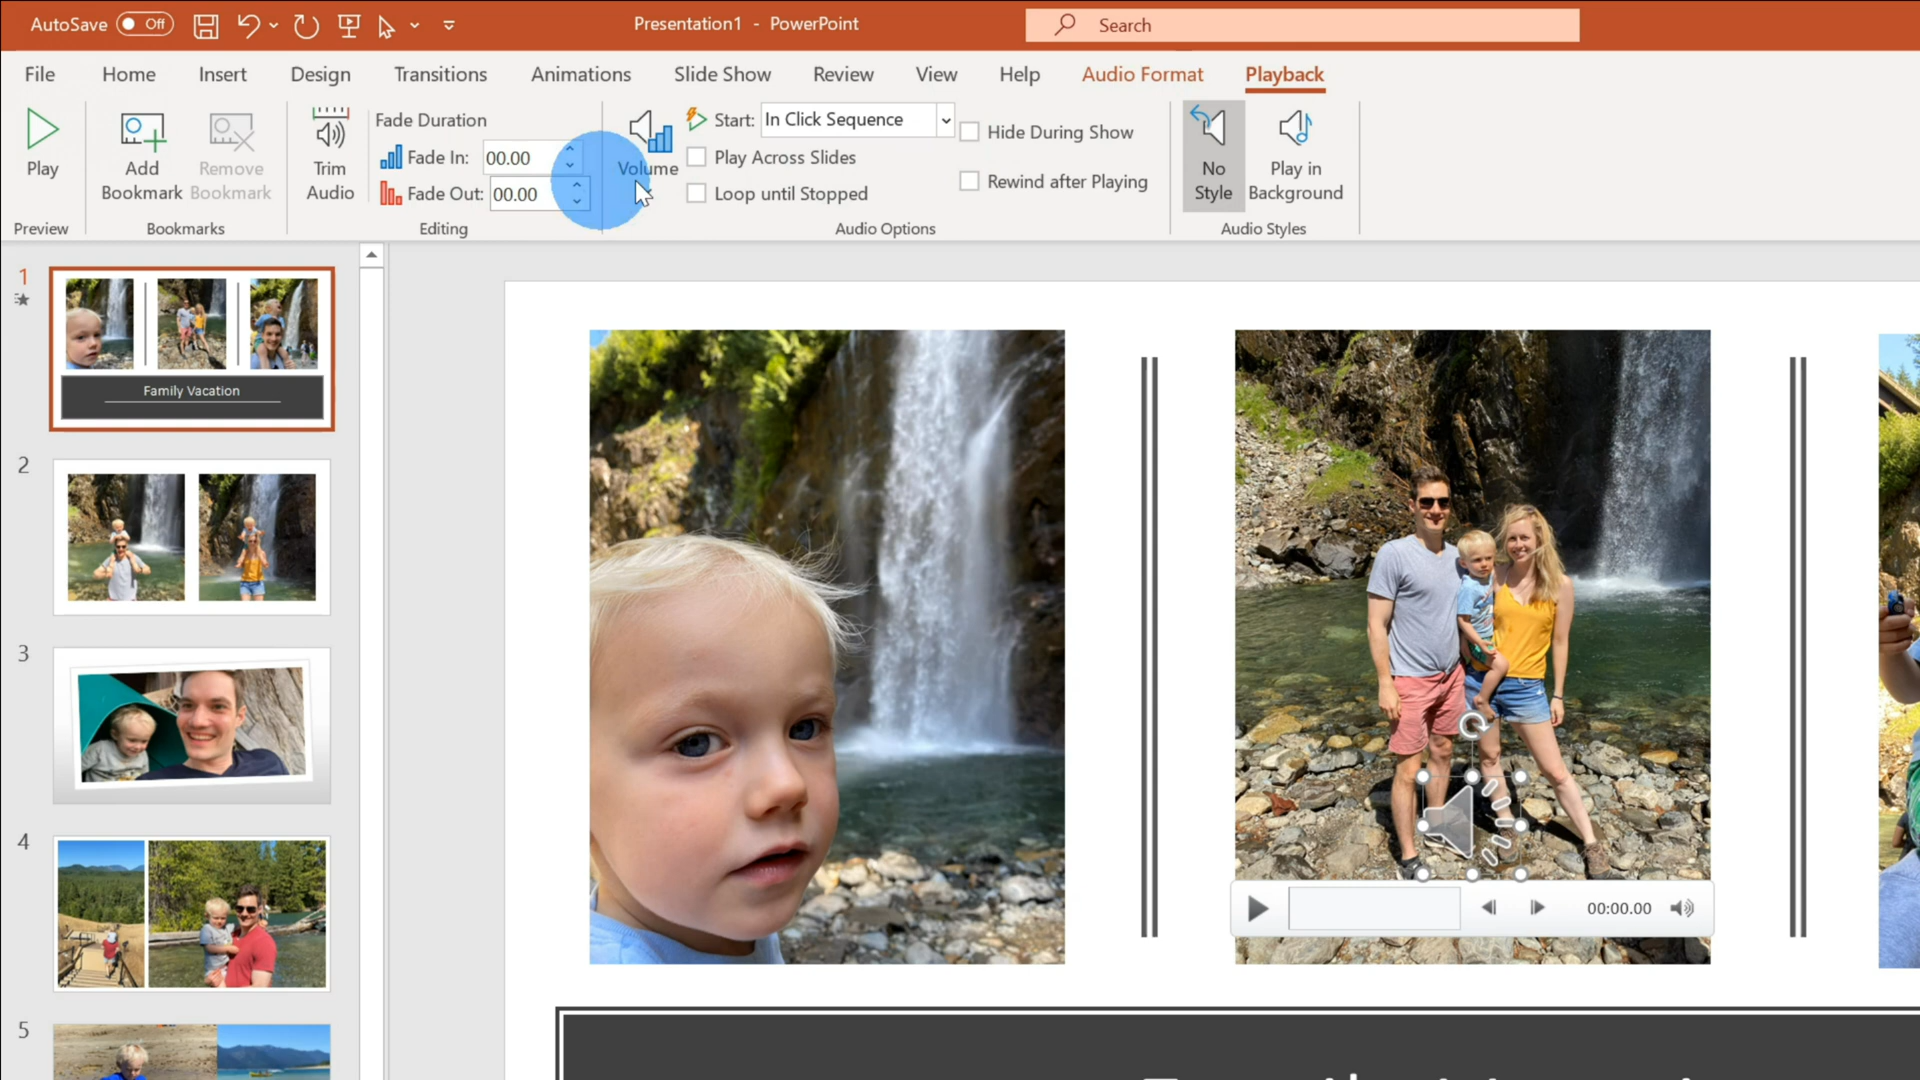 AutoSave Off
Presentation1 - PowerPoint
Search
File Home Insert Design Transitions Animations Slide Show Review View Help Audio Format Playback
Play
Preview
Add Bookmark
Remove Bookmark
Bookmarks
Trim Audio
Fade Duration
Fade In: 00.00
Fade Out: 00.00
Editing
Volume
Start: In Click Sequence
Play Across Slides
Loop until Stopped
Hide During Show
Rewind after Playing
Audio Options
No Style
Play in Background
Audio Styles
1
Family Vacation
2
3
4
5
00:00.00